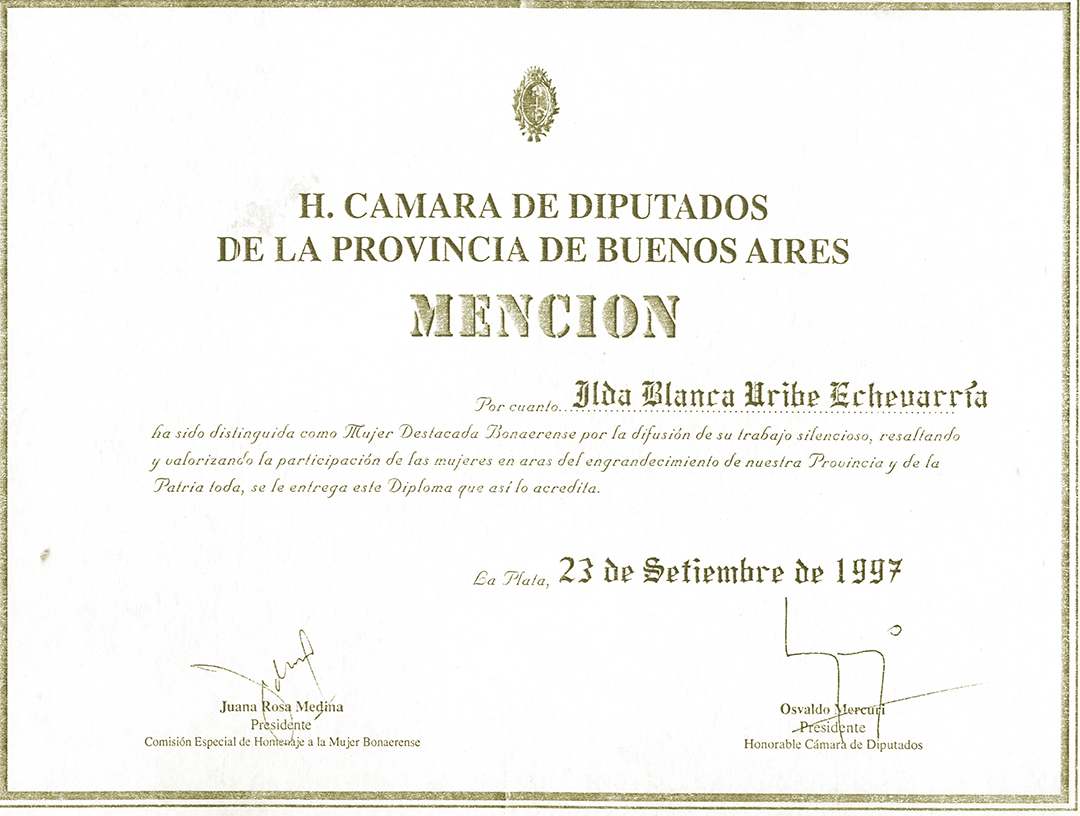 H. CAMARA DE DIPUTADOS
DE LA PROVINCIA DE BUENOS AIRES
MENCION
Por cuanto... Ilda Blanca Uribe Echevarría
ha sido distinguida como Mujer Destacada Bonaerense por la difusión de su trabajo silencioso, resaltando
y valorizando la participación de las mujeres en aras del engrandecimiento de nuestra Provincia y de la
Patria toda, se le entrega este Diploma que así lo acredita.
La Plata, 23 de Setiembre de 1997
Juana Rosa Medina
Presidente
Comisión Especial de Homenaje a la Mujer Bonaerense
Osvaldo Mercuri
Presidente
Honorable Cámara de Diputados